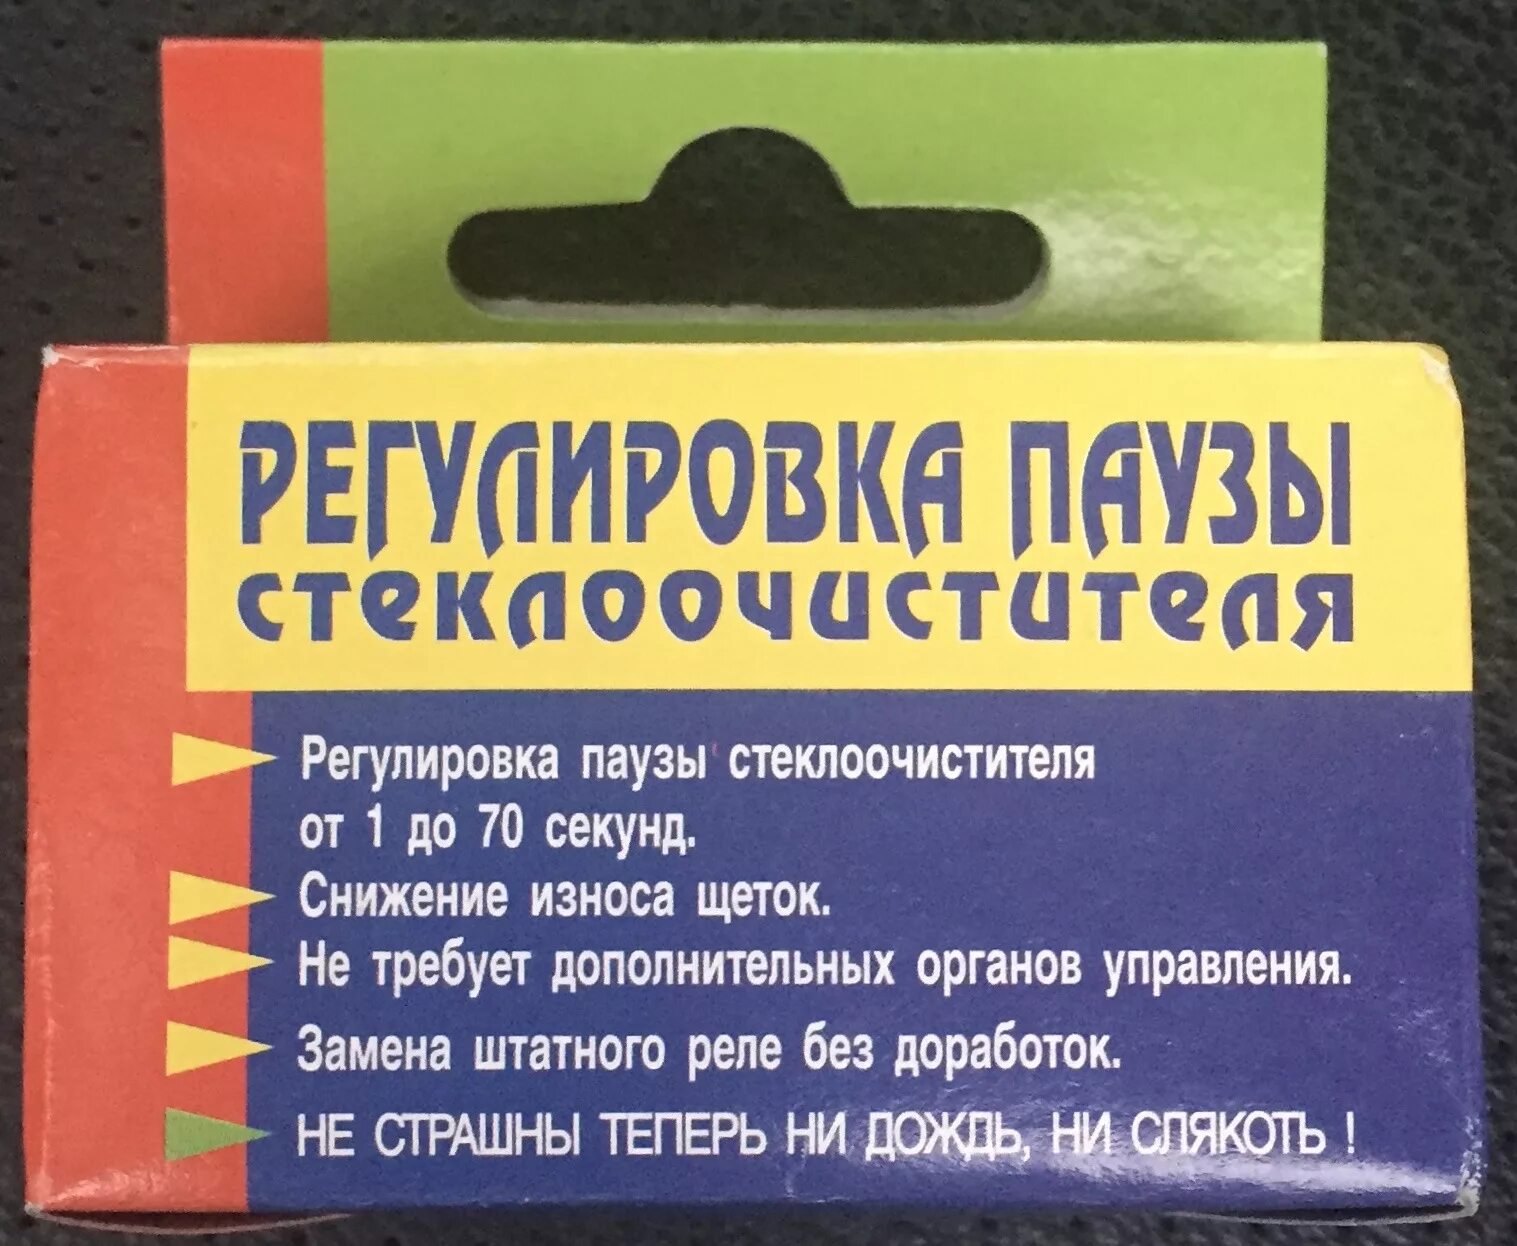 РЕГУЛИРОВКА ПАУЗЫ
СТЕКЛООЧИСТИТЕЛЯ
Регулировка паузы стеклоочистителя
от 1 до 70 секунд.
Снижение износа щеток.
Не требует дополнительных органов управления.
Замена штатного реле без доработок.
НЕ СТРАШНЫ ТЕПЕРЬ НИ ДОЖДЬ, НИ СЛЯКОТЬ !